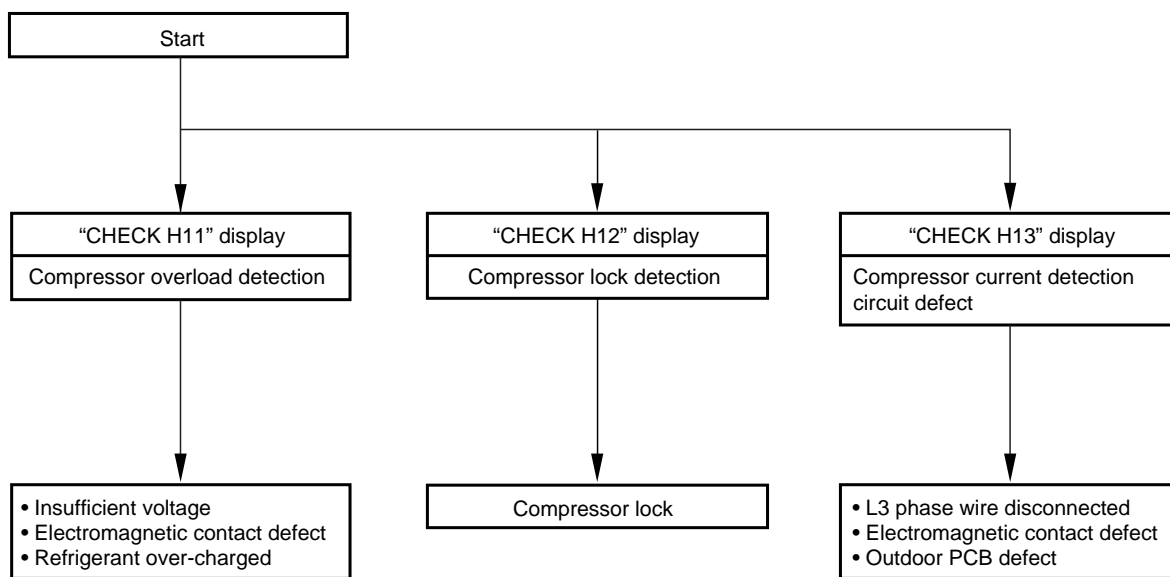 Start
“CHECK H11” display
Compressor overload detection
“CHECK H12” display
Compressor lock detection
“CHECK H13” display
Compressor current detection
circuit defect
• Insufficient voltage
• Electromagnetic contact defect
• Refrigerant over-charged
Compressor lock
• L3 phase wire disconnected
• Electromagnetic contact defect
• Outdoor PCB defect